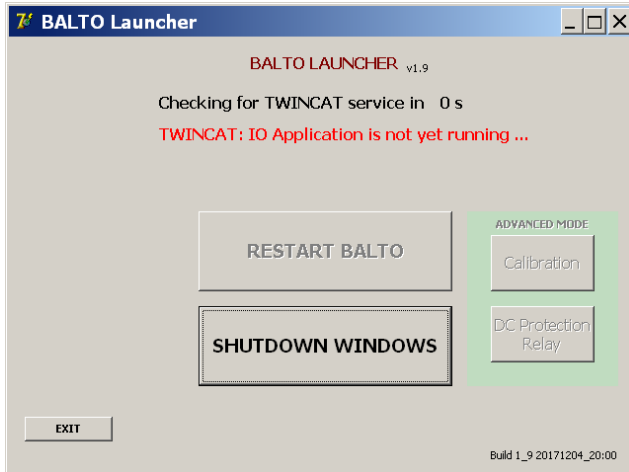 BALTO Launcher
BALTO LAUNCHER v1.9
Checking for TWINCAT service in 0 s
TWINCAT: IO Application is not yet running ...
RESTART BALTO
ADVANCED MODE
Calibration
SHUTDOWN WINDOWS
DC Protection
Relay
EXIT
Build 1_9 20171204_20:00